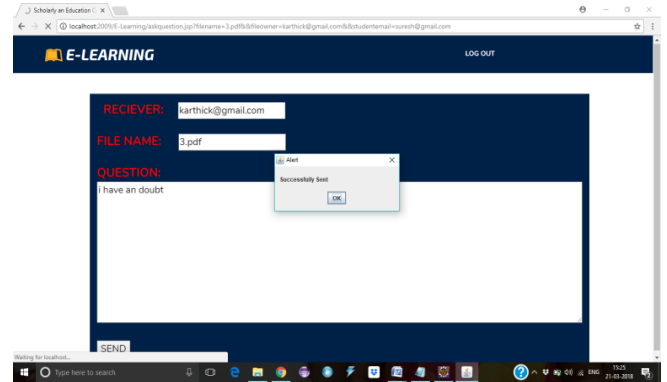 Scholarly an Education C
localhost:2009/E-Learning/askquestion.jsp?filename=3.pdf&&fileowner=karthick@gmail.com&&studentemail=suresh@gmail.com
E-LEARNING
LOG OUT
RECIEVER:
karthick@gmail.com
FILE NAME:
3.pdf
Alert
Successfully Sent
OK
QUESTION:
i have an doubt
SEND
Waiting for localhost...
Type here to search
ENG
15:25
21-03-2018